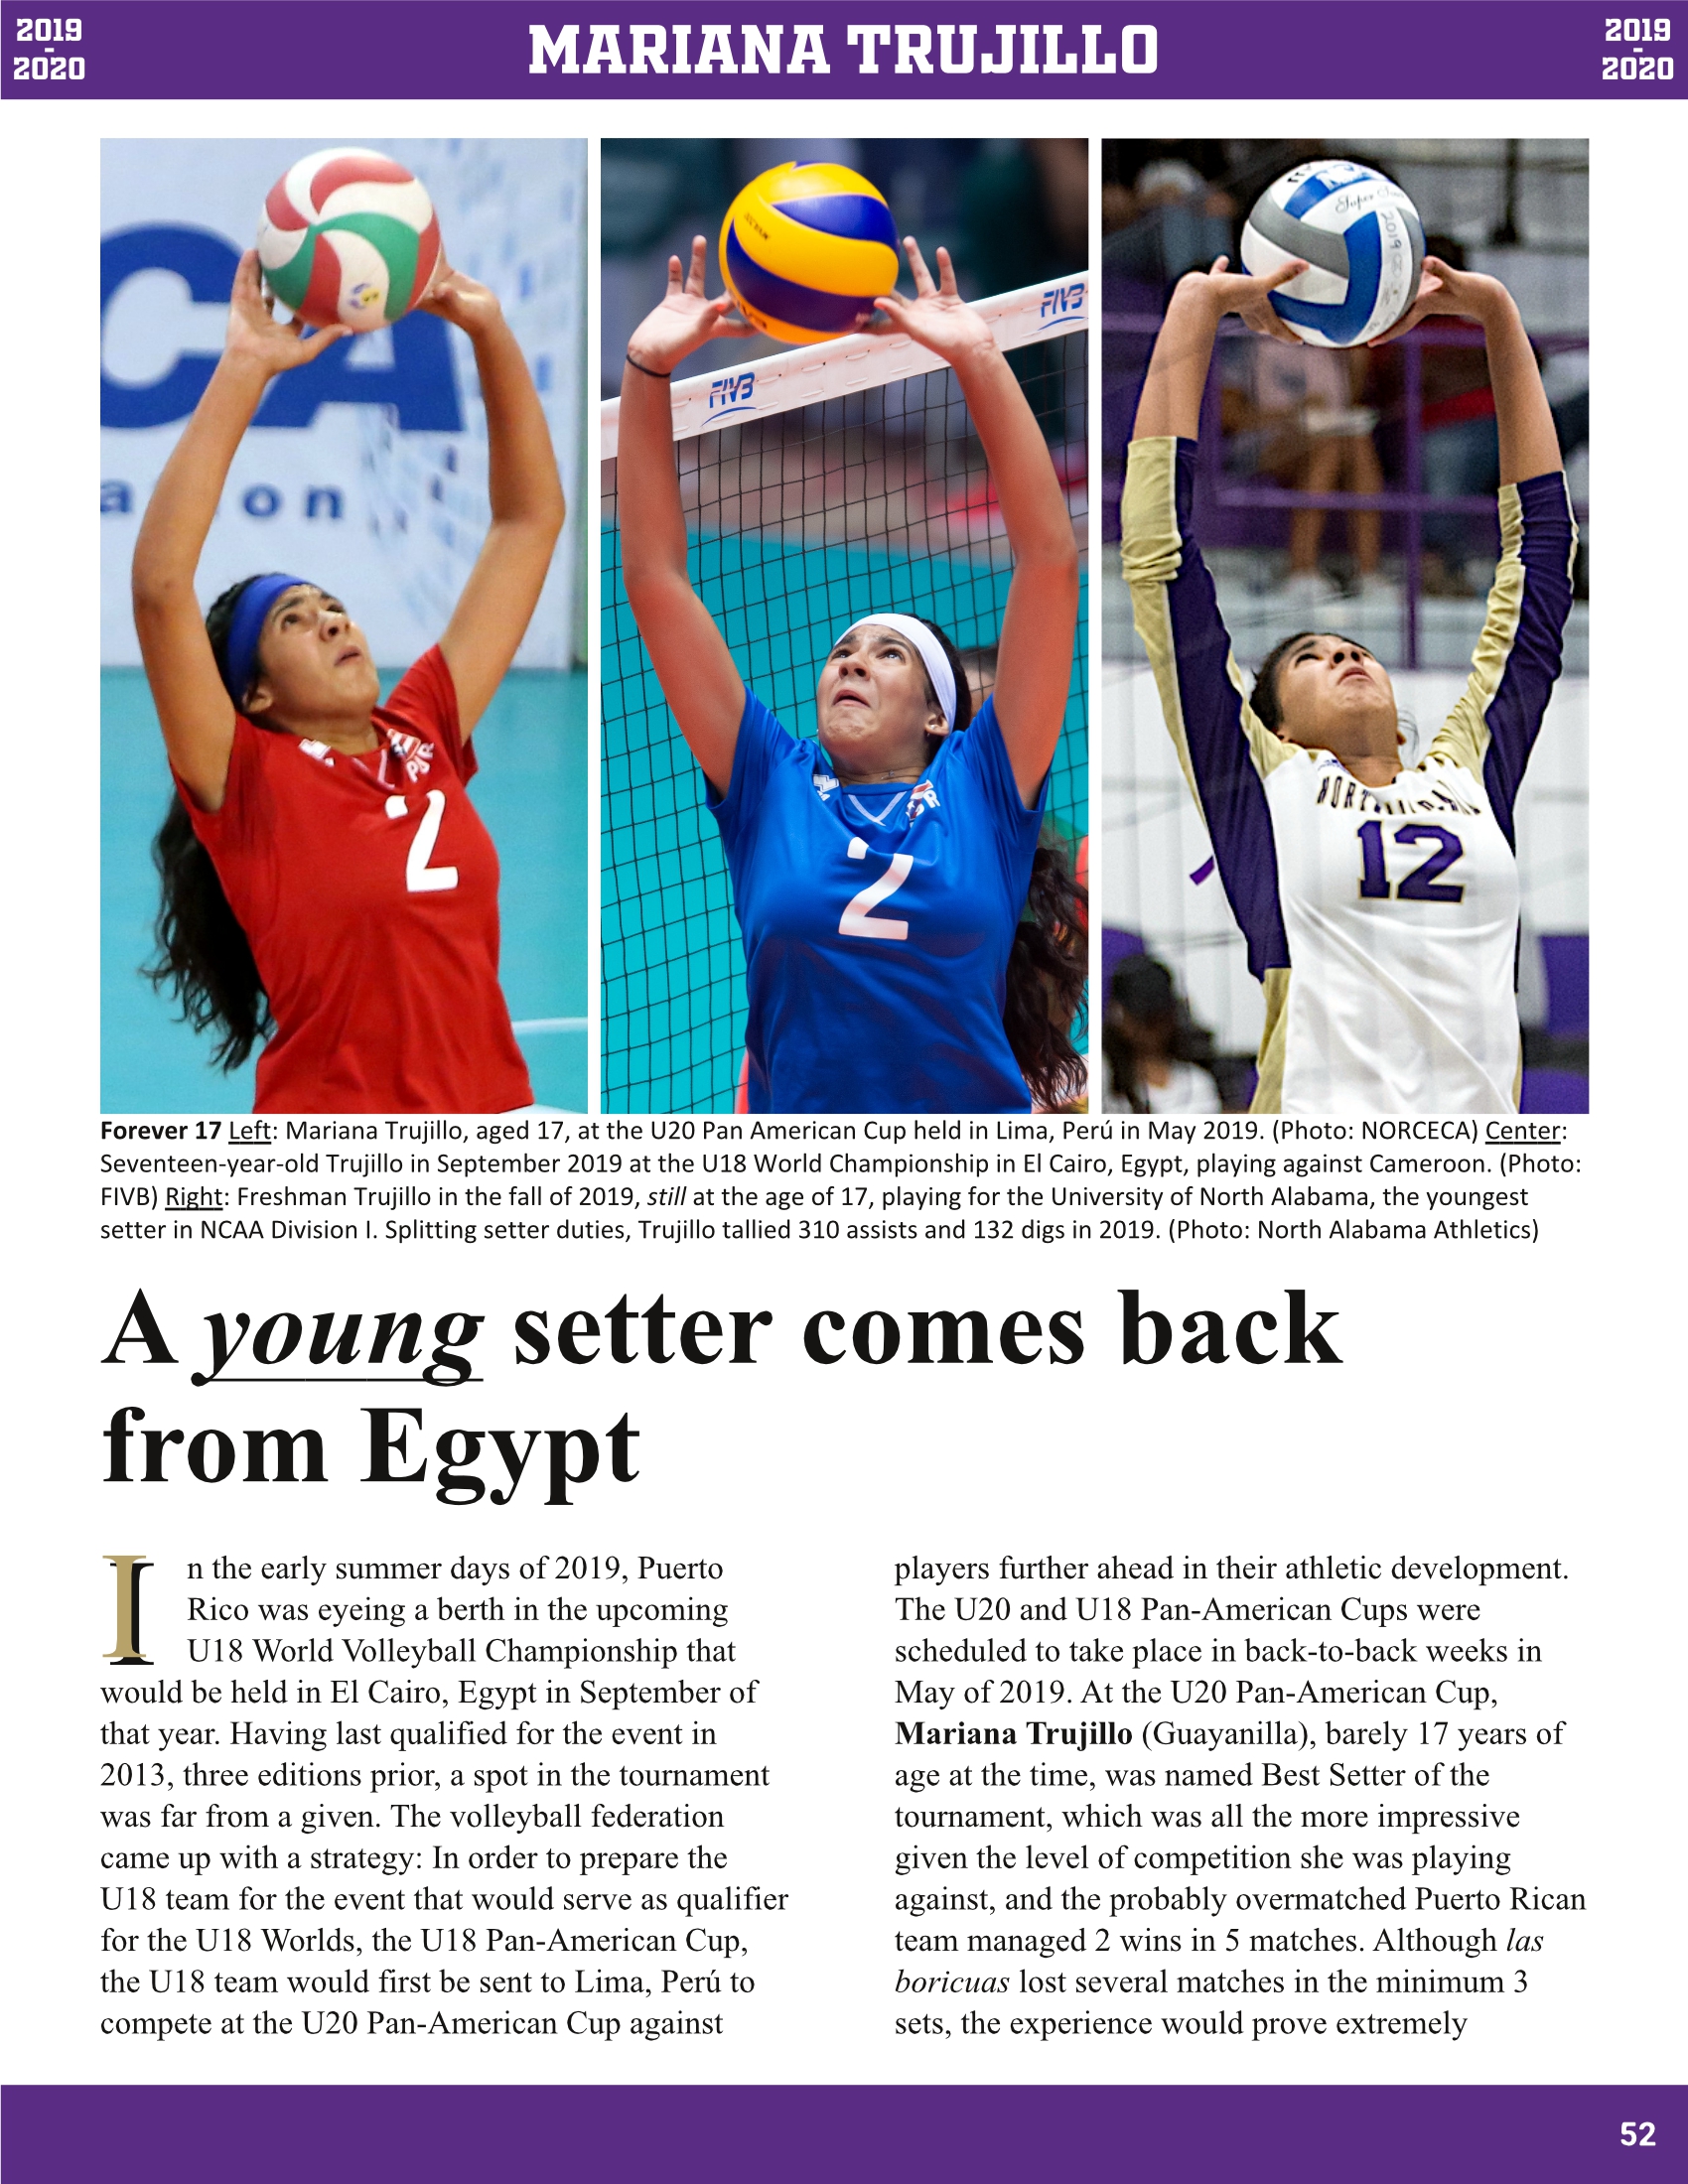 2019
-
2020
MARIANA TRUJILLO
2019
-
2020
CA
a on
FIVB
FIVB
PUR
2
PR
2
Super
2019
12
Forever 17 Left: Mariana Trujillo, aged 17, at the U20 Pan American Cup held in Lima, Perú in May 2019. (Photo: NORCECA) Center:
Seventeen-year-old Trujillo in September 2019 at the U18 World Championship in El Cairo, Egypt, playing against Cameroon. (Photo:
FIVB) Right: Freshman Trujillo in the fall of 2019, still at the age of 17, playing for the University of North Alabama, the youngest
setter in NCAA Division I. Splitting setter duties, Trujillo tallied 310 assists and 132 digs in 2019. (Photo: North Alabama Athletics)
A young setter comes back
from Egypt
In the early summer days of 2019, Puerto
Rico was eyeing a berth in the upcoming
U18 World Volleyball Championship that
would be held in El Cairo, Egypt in September of
that year. Having last qualified for the event in
2013, three editions prior, a spot in the tournament
was far from a given. The volleyball federation
came up with a strategy: In order to prepare the
U18 team for the event that would serve as qualifier
for the U18 Worlds, the U18 Pan-American Cup,
the U18 team would first be sent to Lima, Perú to
compete at the U20 Pan-American Cup against
players further ahead in their athletic development.
The U20 and U18 Pan-American Cups were
scheduled to take place in back-to-back weeks in
May of 2019. At the U20 Pan-American Cup,
Mariana Trujillo (Guayanilla), barely 17 years of
age at the time, was named Best Setter of the
tournament, which was all the more impressive
given the level of competition she was playing
against, and the probably overmatched Puerto Rican
team managed 2 wins in 5 matches. Although las
boricuas lost several matches in the minimum 3
sets, the experience would prove extremely
52